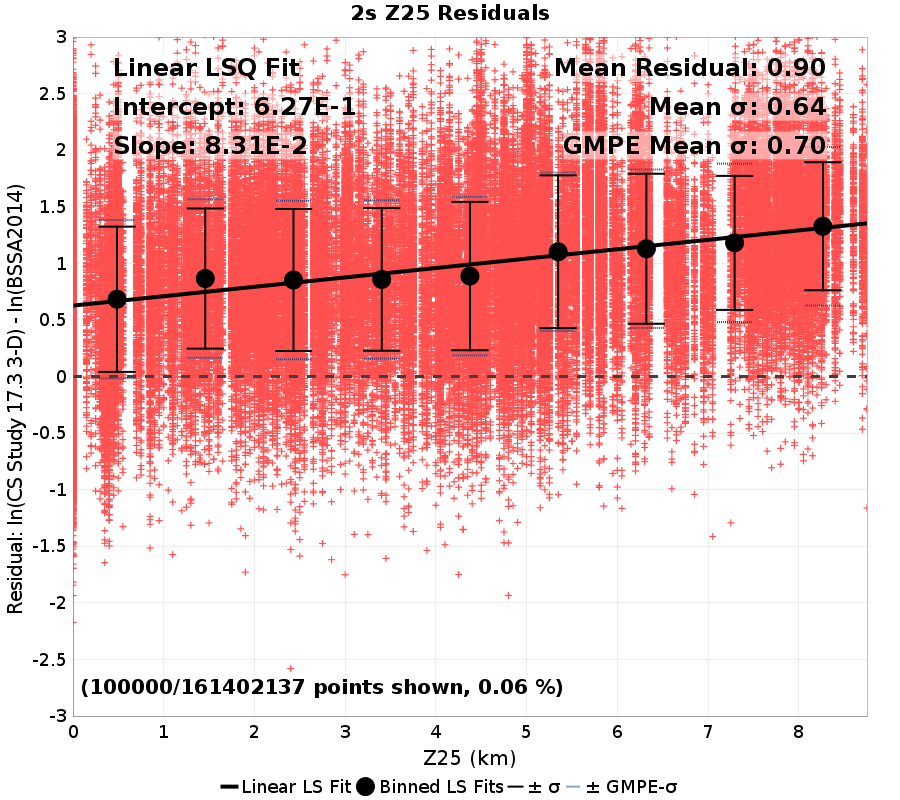 2s Z25 Residuals
Linear LSQ Fit
Intercept: 6.27E-1
Slope: 8.31E-2
Mean Residual: 0.90
Mean σ: 0.64
GMPE Mean σ: 0.70
Residual: ln(CS Study 17.3 3-D) - ln(BSSA2014)
3
2.5
2
1.5
1
0.5
0
-0.5
-1
-1.5
-2
-2.5
-3
(100000/161402137 points shown, 0.06 %)
0 1 2 3 4 5 6 7 8
Z25 (km)
Linear LS Fit Binned LS Fits ± σ ± GMPE-σ